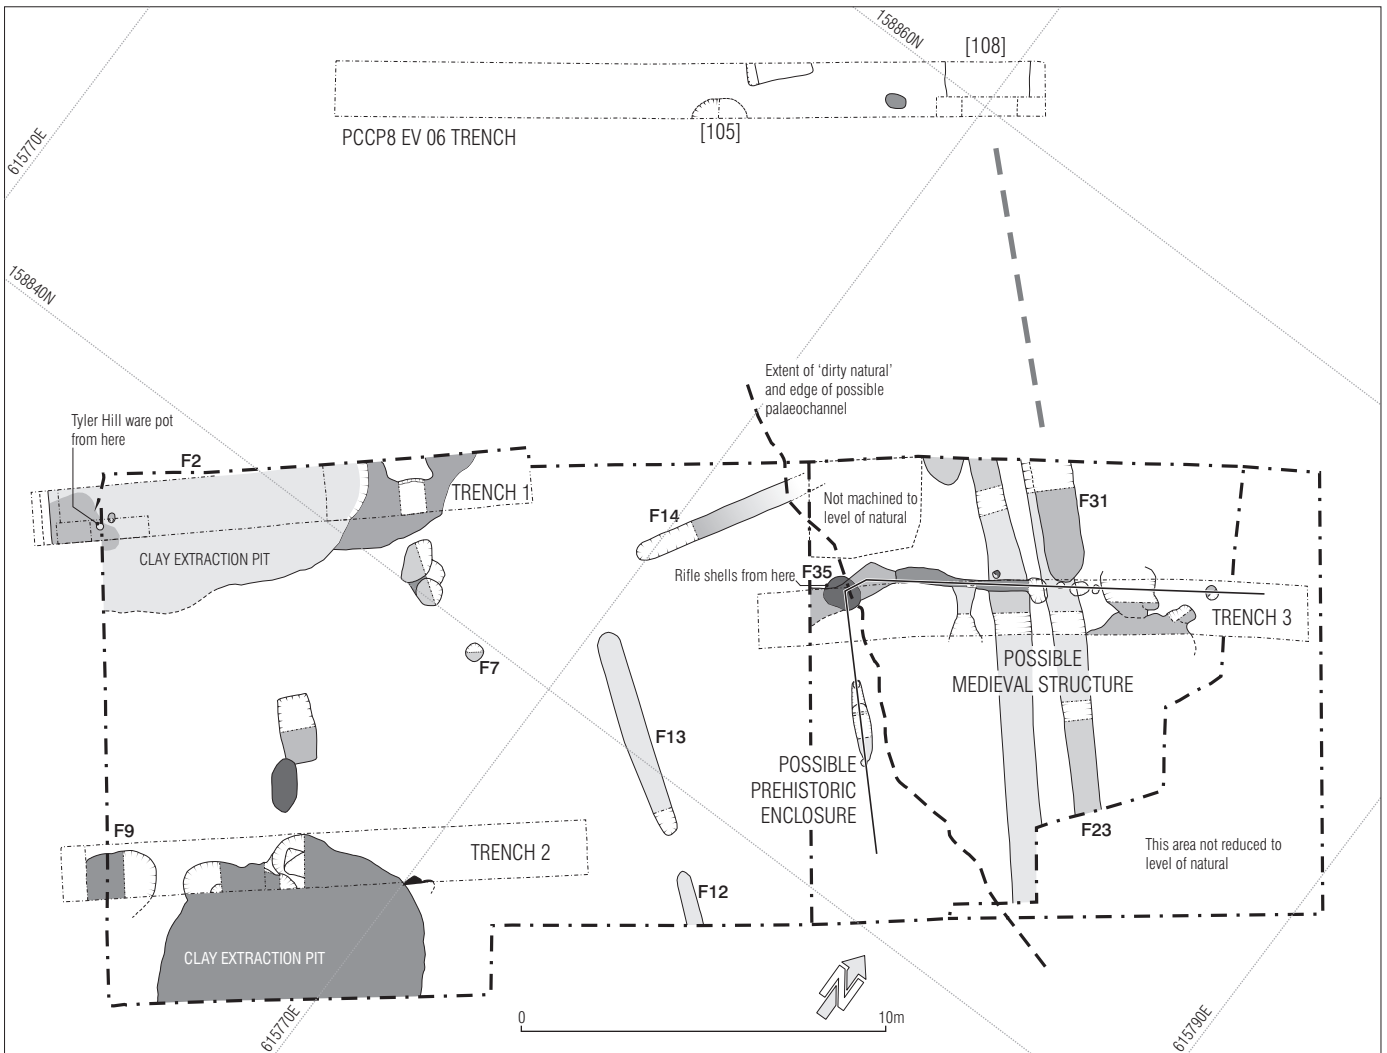 158860N
[108]
615770E
PCCP8 EV 06 TRENCH
[105]
158840N
Extent of ‘dirty natural’
and edge of possible
palaeochannel
Tyler Hill ware pot
from here
F2
TRENCH 1
F14
Not machined to
level of natural
F31
CLAY EXTRACTION PIT
Rifle shells from here
F35
TRENCH 3
F7
POSSIBLE
MEDIEVAL STRUCTURE
F13
POSSIBLE
PREHISTORIC
ENCLOSURE
F9
F23
TRENCH 2
This area not reduced to
level of natural
F12
CLAY EXTRACTION PIT
N
615770E
0
10m
615790E